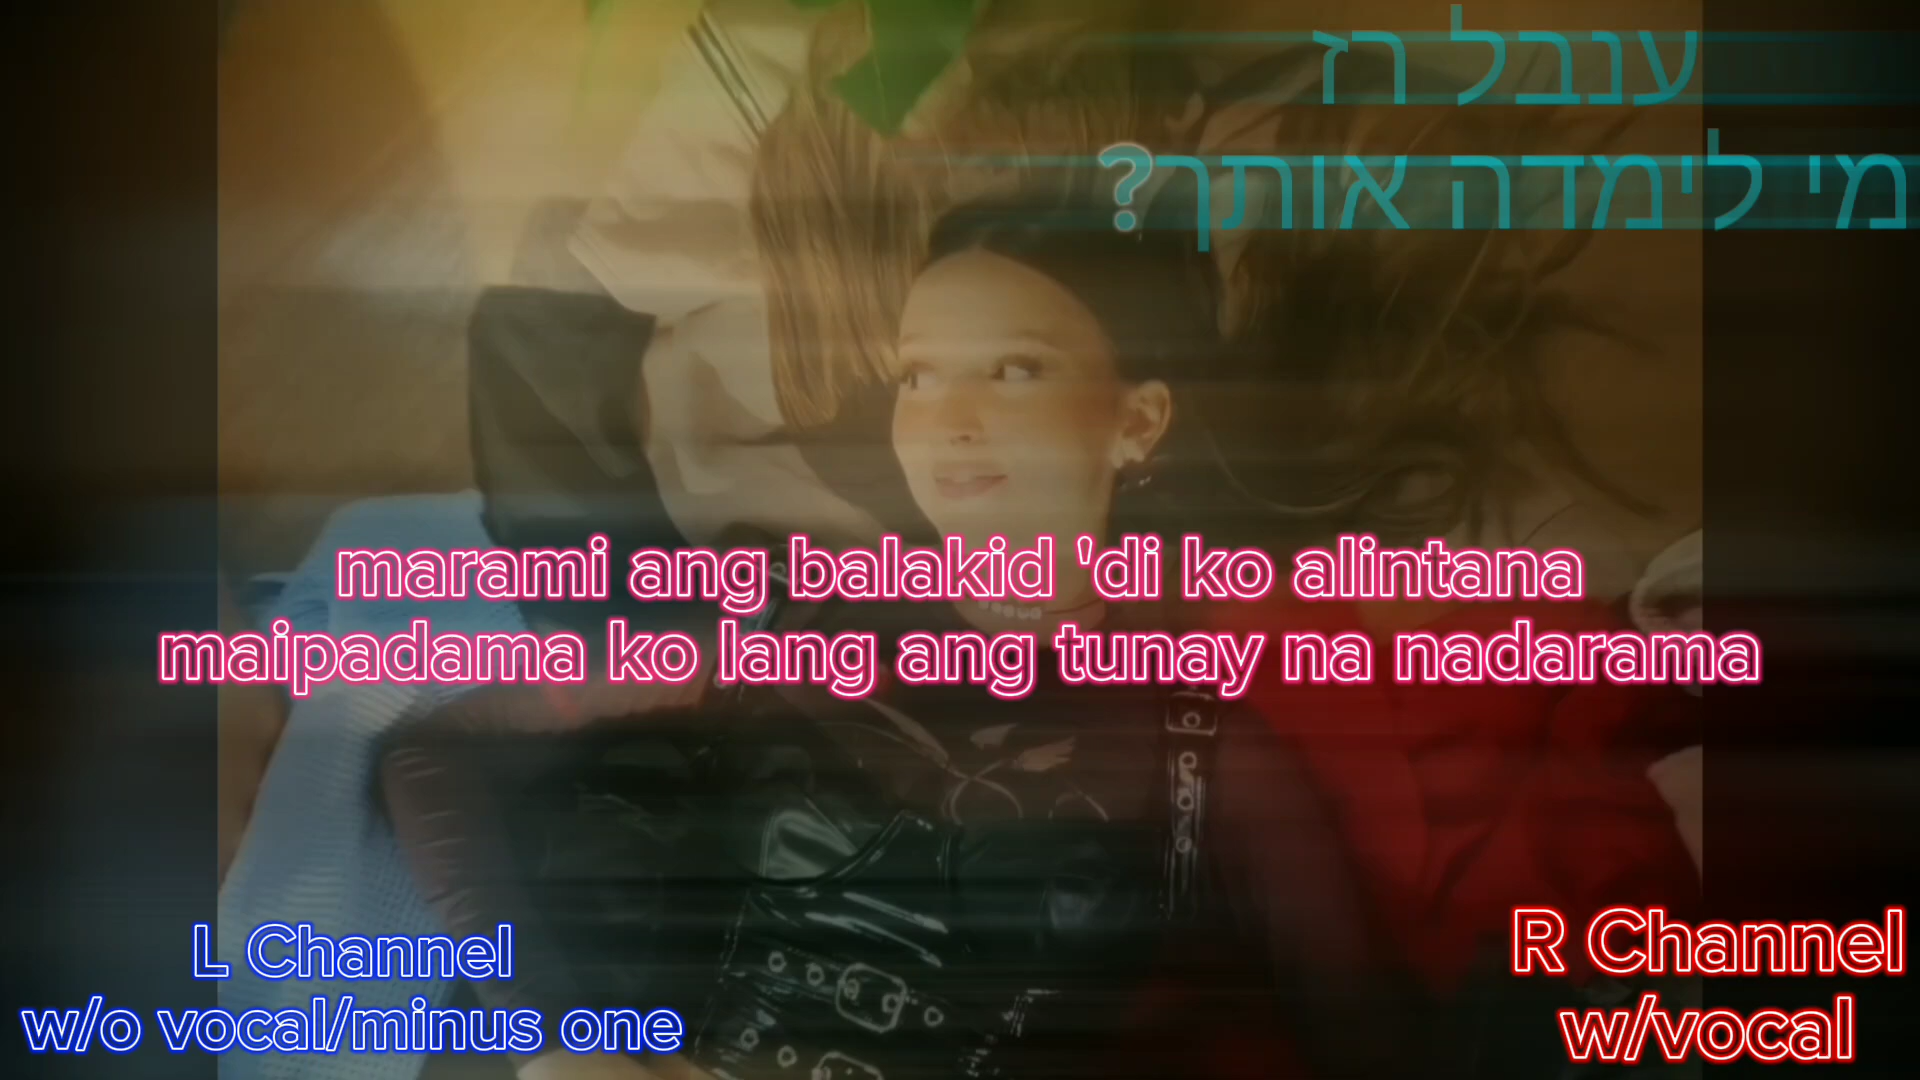 ענבל רז
מי לימדה אותך?
marami ang balakid 'di ko alintana
maipadama ko lang ang tunay na nadarama
L Channel
w/o vocal/minus one
R Channel
w/vocal